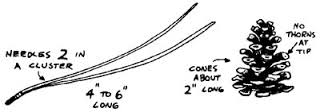 NEEDLES 2 IN
A CLUSTER
4" TO 6"
LONG
CONES ABOUT
2" LONG
NO
THORNS
AT
TIP